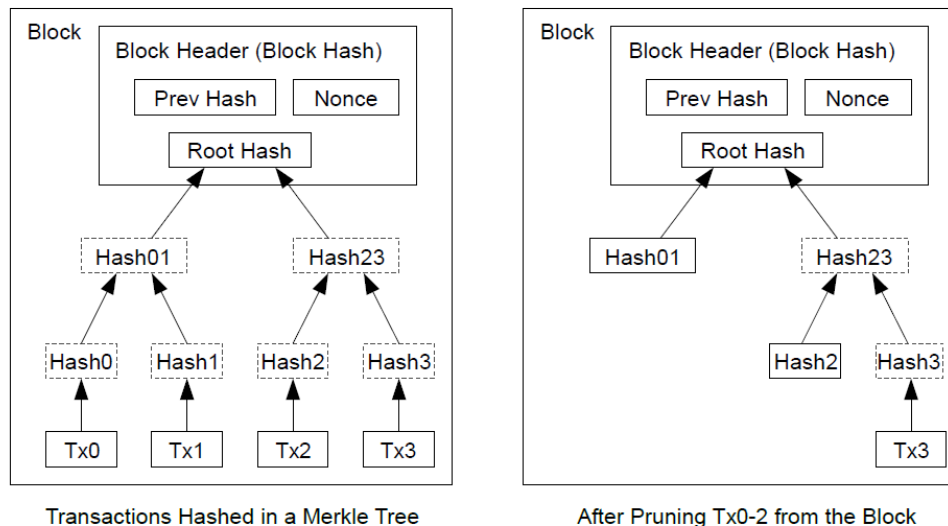 Block
Block Header (Block Hash)
Prev Hash
Nonce
Root Hash
Hash01
Hash23
Hash0
Hash1
Hash2
Hash3
Tx0
Tx1
Tx2
Tx3
Transactions Hashed in a Merkle Tree
Block
Block Header (Block Hash)
Prev Hash
Nonce
Root Hash
Hash01
Hash23
Hash2
Hash3
Tx3
After Pruning Tx0-2 from the Block